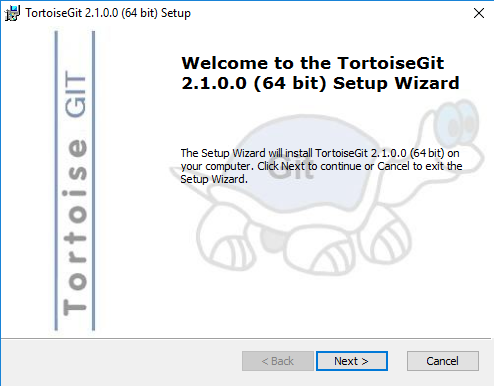 TortoiseGit 2.1.0.0 (64 bit) Setup
Welcome to the TortoiseGit
2.1.0.0 (64 bit) Setup Wizard
The Setup Wizard will install TortoiseGit 2.1.0.0 (64 bit) on
your computer. Click Next to continue or Cancel to exit the
Setup Wizard.
Git
Tortoise GIT
< Back
Next >
Cancel